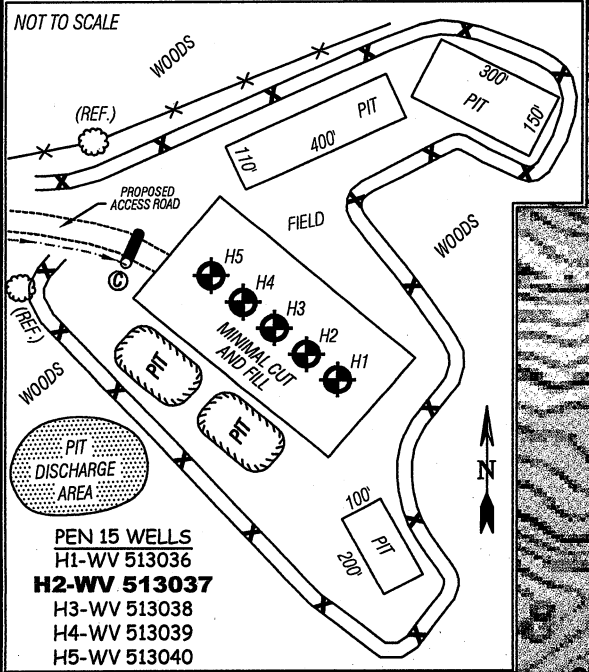 NOT TO SCALE
WOODS
(REF.)
300'
PIT
150'
PIT
400'
110'
PROPOSED
ACCESS ROAD
FIELD
WOODS
C
H5
H4
H3
H2
H1
MINIMAL CUT
AND FILL
(REF.)
WOODS
PIT
PIT
PIT
DISCHARGE
AREA
N
100'
PIT
200'
PEN 15 WELLS
H1-WV 513036
H2-WV 513037
H3-WV 513038
H4-WV 513039
H5-WV 513040